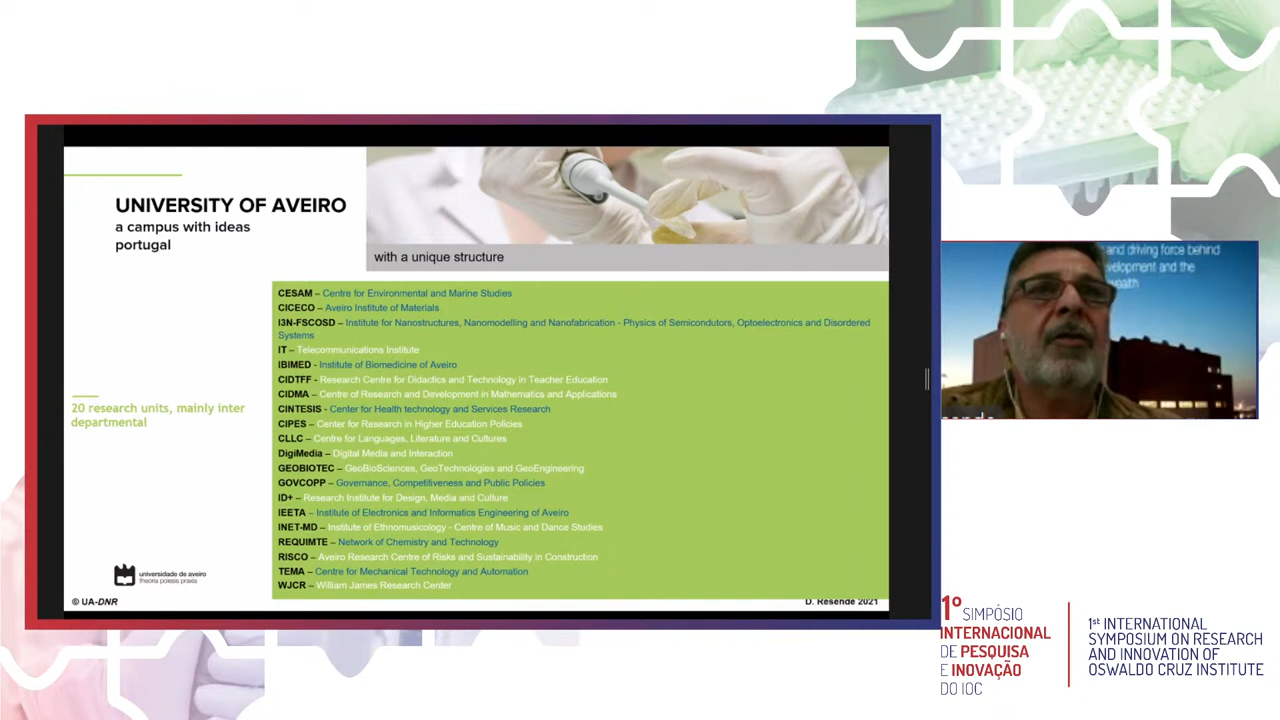 UNIVERSITY OF AVEIRO
a campus with ideas
portugal
with a unique structure
CESAM – Centre for Environmental and Marine Studies
CICECO – Aveiro Institute of Materials
I3N-FSCOSD – Institute for Nanostructures, Nanomodelling and Nanofabrication - Physics of Semicondutors, Optoelectronics and Disordered
Systems
IT – Telecommunications Institute
IBIMED - Institute of Biomedicine of Aveiro
CIDTFF - Research Centre for Didactics and Technology in Teacher Education
CIDMA – Centre of Research and Development in Mathematics and Applications
CINTESIS - Center for Health technology and Services Research
CIPES – Center for Research in Higher Education Policies
CLLC – Centre for Languages, Literature and Cultures
DigiMedia – Digital Media and Interaction
GEOBIOTEC – GeoBioSciences, GeoTechnologies and GeoEngineering
GOVCOPP – Governance, Competitiveness and Public Policies
ID+ – Research Institute for Design, Media and Culture
IEETA – Institute of Electronics and Informatics Engineering of Aveiro
INET-MD – Institute of Ethnomusicology - Centre of Music and Dance Studies
REQUIMTE – Network of Chemistry and Technology
RISCO – Aveiro Research Centre of Risks and Sustainability in Construction
TEMA – Centre for Mechanical Technology and Automation
WJCR – William James Research Center
20 research units, mainly inter
departmental
universidade de aveiro
theoria poiesis praxis
© UA-DNR
D. Resende 2021
and driving force behind
and the
1º SIMPÓSIO
INTERNACIONAL
DE PESQUISA
E INOVAÇÃO
DO IOC
1st INTERNATIONAL
SYMPOSIUM ON RESEARCH
AND INNOVATION OF
OSWALDO CRUZ INSTITUTE